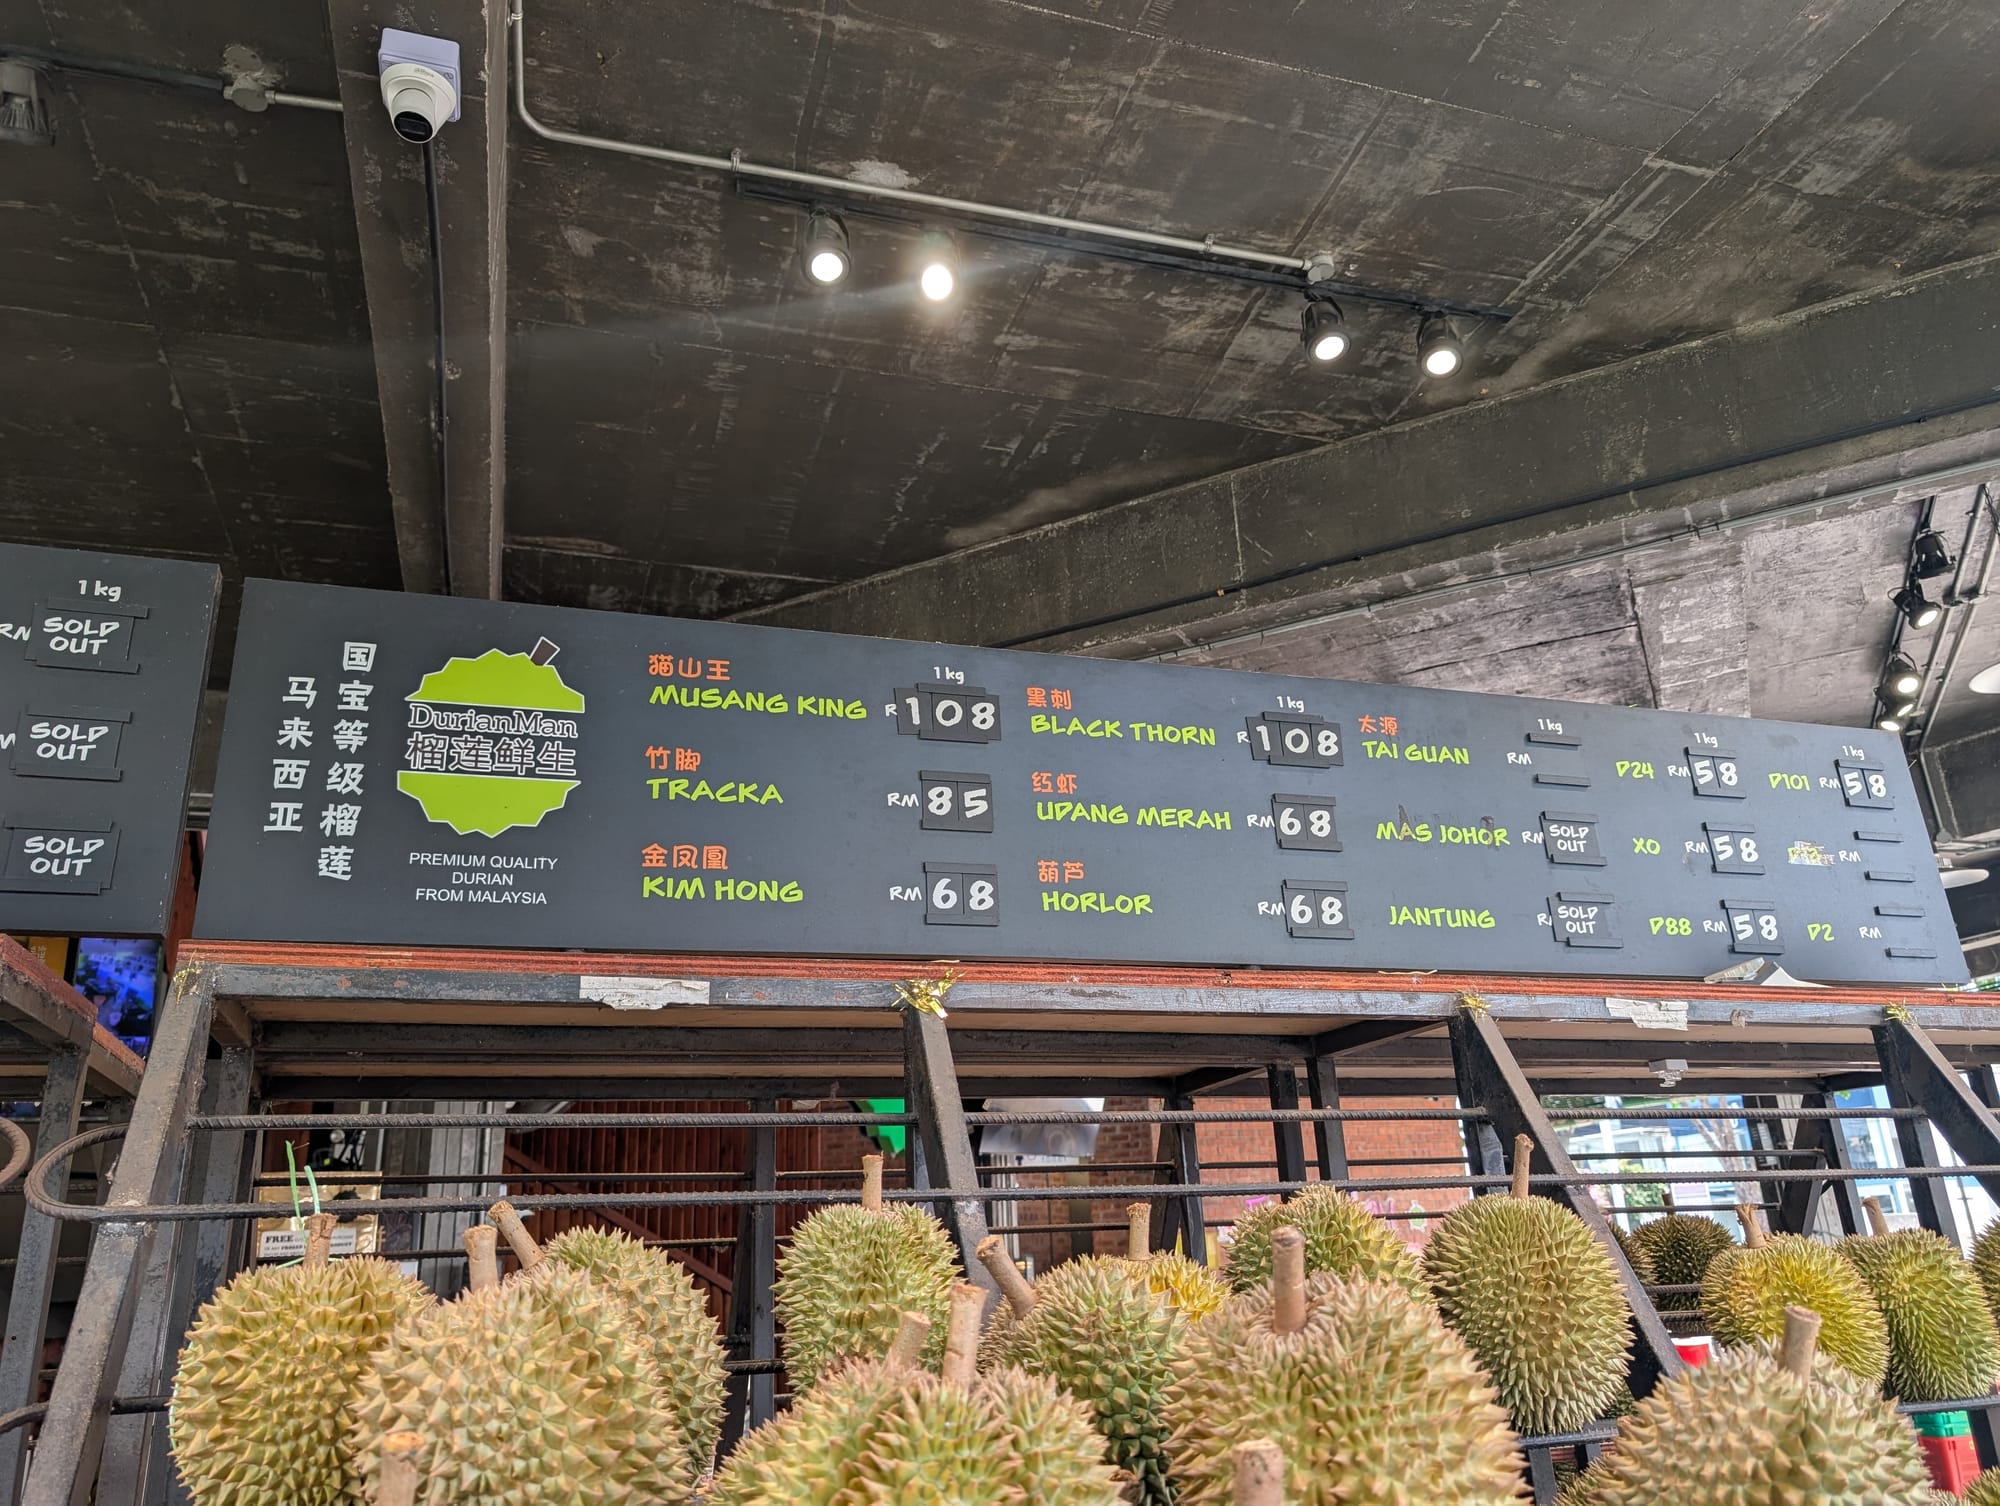 1 kg
SOLD OUT
SOLD OUT
SOLD OUT
国宝等级榴莲
马来西亚
DurianMan
榴莲鲜生
PREMIUM QUALITY
DURIAN
FROM MALAYSIA
1 kg
猫山王
MUSANG KING 108
竹脚
TRACKA RM 85
金凤凰
KIM HONG RM 68
1 kg
黑刺
BLACK THORN 108
红虾
UDANG MERAH RM 68
葫芦
HORLOR RM 68
1 kg
太源
TAI GUAN RM
MAS JOHOR RM SOLD OUT
JANTUNG SOLD OUT
1 kg
D24 RM 58
XO RM 58
D88 RM 58
1 kg
D101 RM 58
RM
D2 RM
FREE